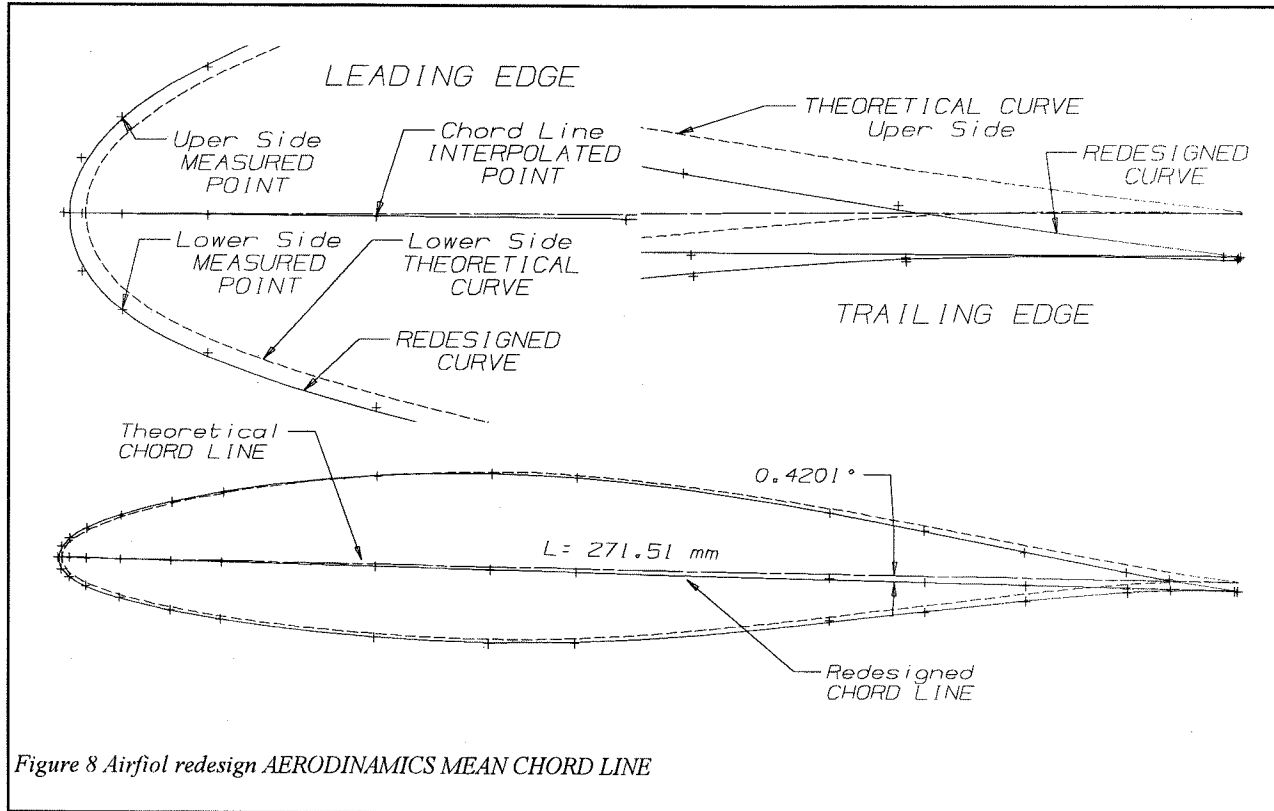 LEADING EDGE
Uper Side
MEASURED
POINT
Chord Line
INTERPOLATED
POINT
THEORETICAL CURVE
Uper Side
REDESIGNED
CURVE
Lower Side
MEASURED
POINT
Lower Side
THEORETICAL
CURVE
REDESIGNED
CURVE
TRAILING EDGE
Theoretical
CHORD LINE
0.4201°
L= 271.51 mm
Redesigned
CHORD LINE
Figure 8 Airfiol redesign AERODINAMICS MEAN CHORD LINE